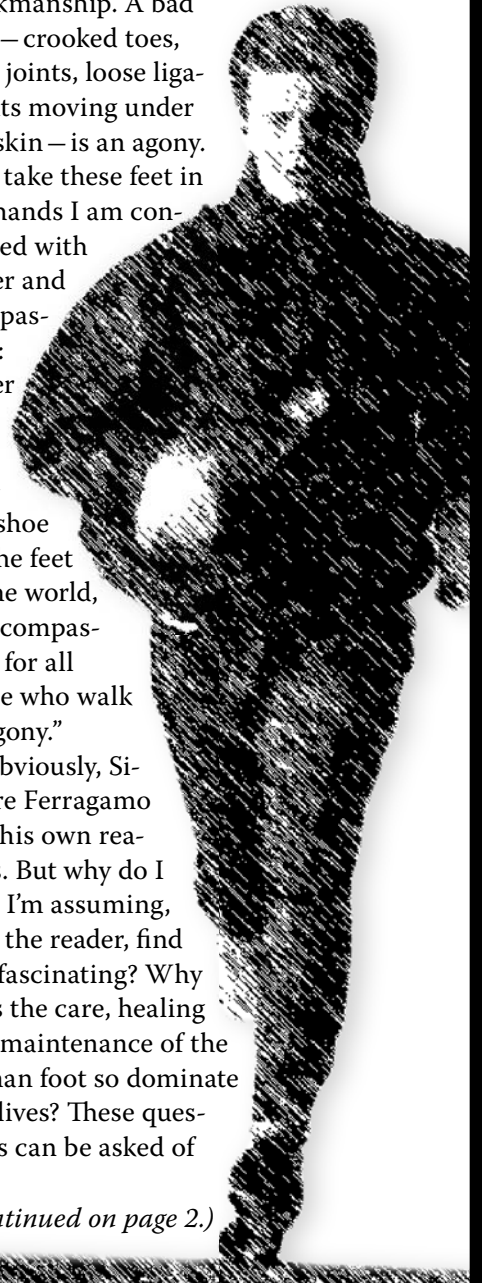 kmanship. A bad
– crooked toes,
joints, loose liga-
ts moving under
skin – is an agony.
take these feet in
hands I am con-
ed with
er and
pas-
:
er
shoe
he feet
he world,
compas-
for all
e who walk
gony.”
bviously, Si-
re Ferragamo
his own rea-
s. But why do I
I’m assuming,
the reader, find
fascinating? Why
s the care, healing
maintenance of the
man foot so dominate
lives? These ques-
s can be asked of
ntinued on page 2.)